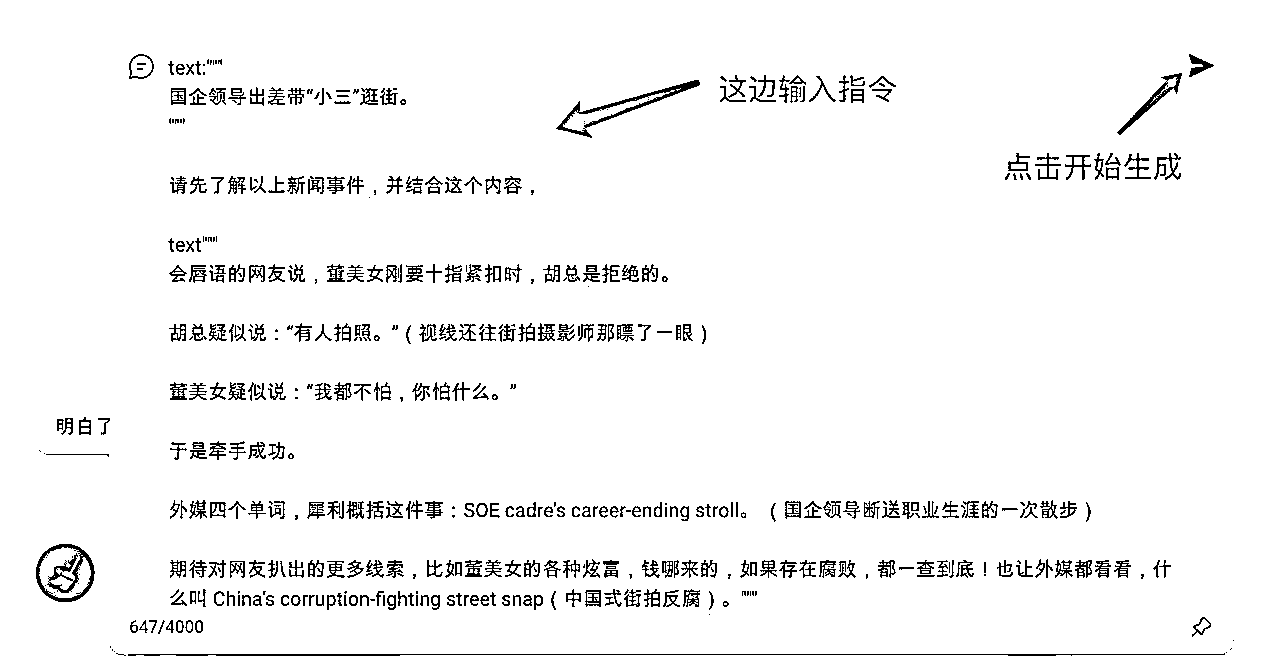 text:"""
国企领导出差带“小三”逛街。
"""
这边输入指令
点击开始生成
请先了解以上新闻事件，并结合这个内容，
text"""
会唇语的网友说，董美女刚要十指紧扣时，胡总是拒绝的。
胡总疑似说：“有人拍照。”（视线还往街拍摄影师那瞟了一眼）
董美女疑似说：“我都不怕，你怕什么。”
明白了
于是牵手成功。
外媒四个单词，犀利概括这件事：SOE cadre's career-ending stroll。（国企领导断送职业生涯的一次散步）
期待对网友扒出的更多线索，比如董美女的各种炫富，钱哪来的，如果存在腐败，都一查到底！也让外媒都看看，什
么叫 China's corruption-fighting street snap（中国式街拍反腐）。"""
647/4000